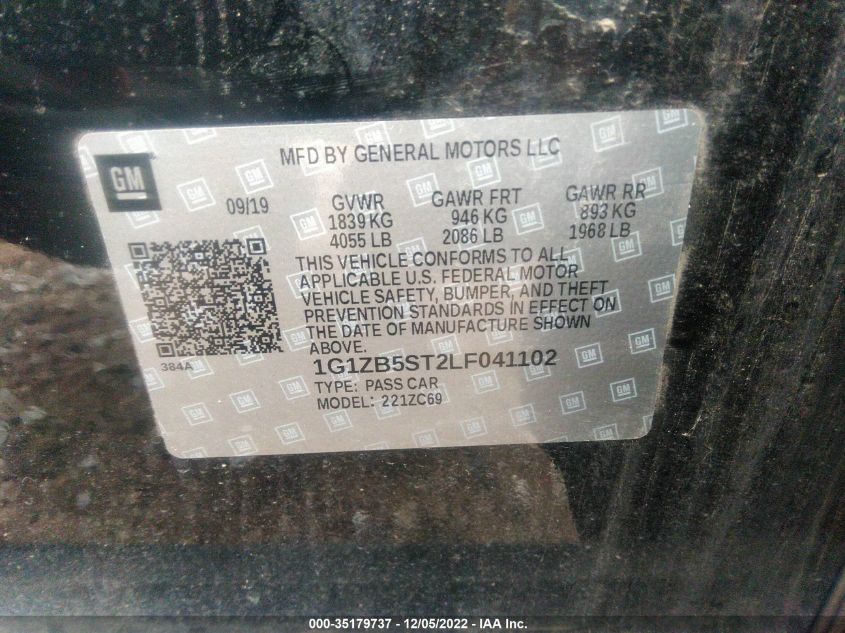 GM
MFD BY GENERAL MOTORS LLC
09/19 GVWR GAWR FRT GAWR RR
1839 KG 946 KG 893 KG
4055 LB 2086 LB 1968 LB
THIS VEHICLE CONFORMS TO ALL
APPLICABLE U.S. FEDERAL MOTOR
VEHICLE SAFETY, BUMPER, AND THEFT
PREVENTION STANDARDS IN EFFECT ON
THE DATE OF MANUFACTURE SHOWN
ABOVE.
384A
1G1ZB5ST2LF041102
TYPE: PASS CAR
MODEL: 221ZC69
000-35179737 - 12/05/2022 - IAA Inc.